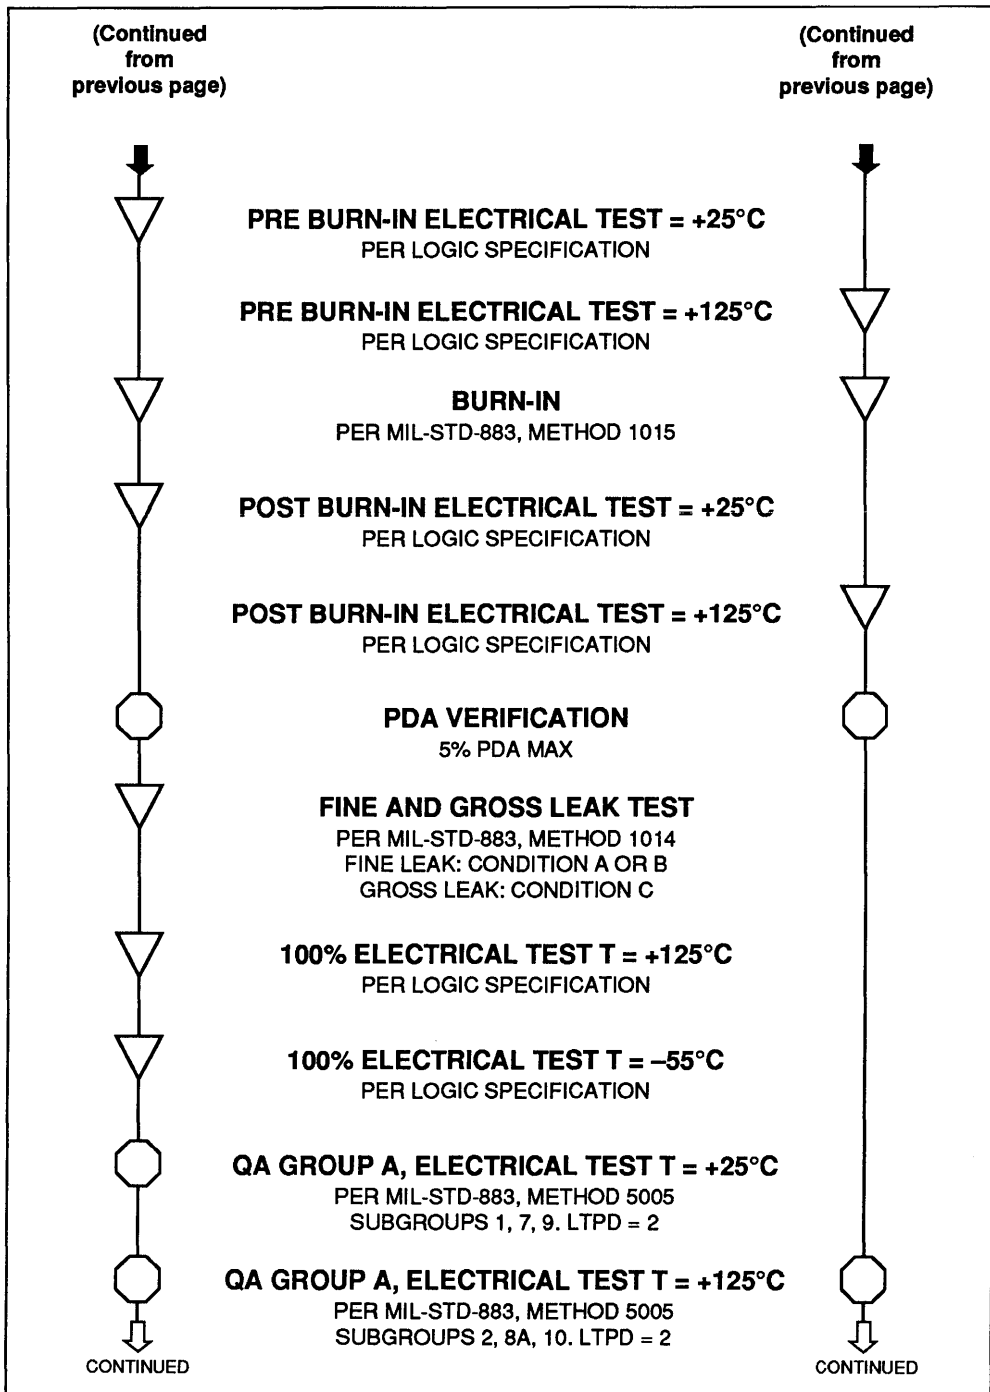 (Continued
from
previous page)
(Continued
from
previous page)
PRE BURN-IN ELECTRICAL TEST = +25°C
PER LOGIC SPECIFICATION
PRE BURN-IN ELECTRICAL TEST = +125°C
PER LOGIC SPECIFICATION
BURN-IN
PER MIL-STD-883, METHOD 1015
POST BURN-IN ELECTRICAL TEST = +25°C
PER LOGIC SPECIFICATION
POST BURN-IN ELECTRICAL TEST = +125°C
PER LOGIC SPECIFICATION
PDA VERIFICATION
5% PDA MAX
FINE AND GROSS LEAK TEST
PER MIL-STD-883, METHOD 1014
FINE LEAK: CONDITION A OR B
GROSS LEAK: CONDITION C
100% ELECTRICAL TEST T = +125°C
PER LOGIC SPECIFICATION
100% ELECTRICAL TEST T = –55°C
PER LOGIC SPECIFICATION
QA GROUP A, ELECTRICAL TEST T = +25°C
PER MIL-STD-883, METHOD 5005
SUBGROUPS 1, 7, 9. LTPD = 2
QA GROUP A, ELECTRICAL TEST T = +125°C
PER MIL-STD-883, METHOD 5005
SUBGROUPS 2, 8A, 10. LTPD = 2
CONTINUED
CONTINUED